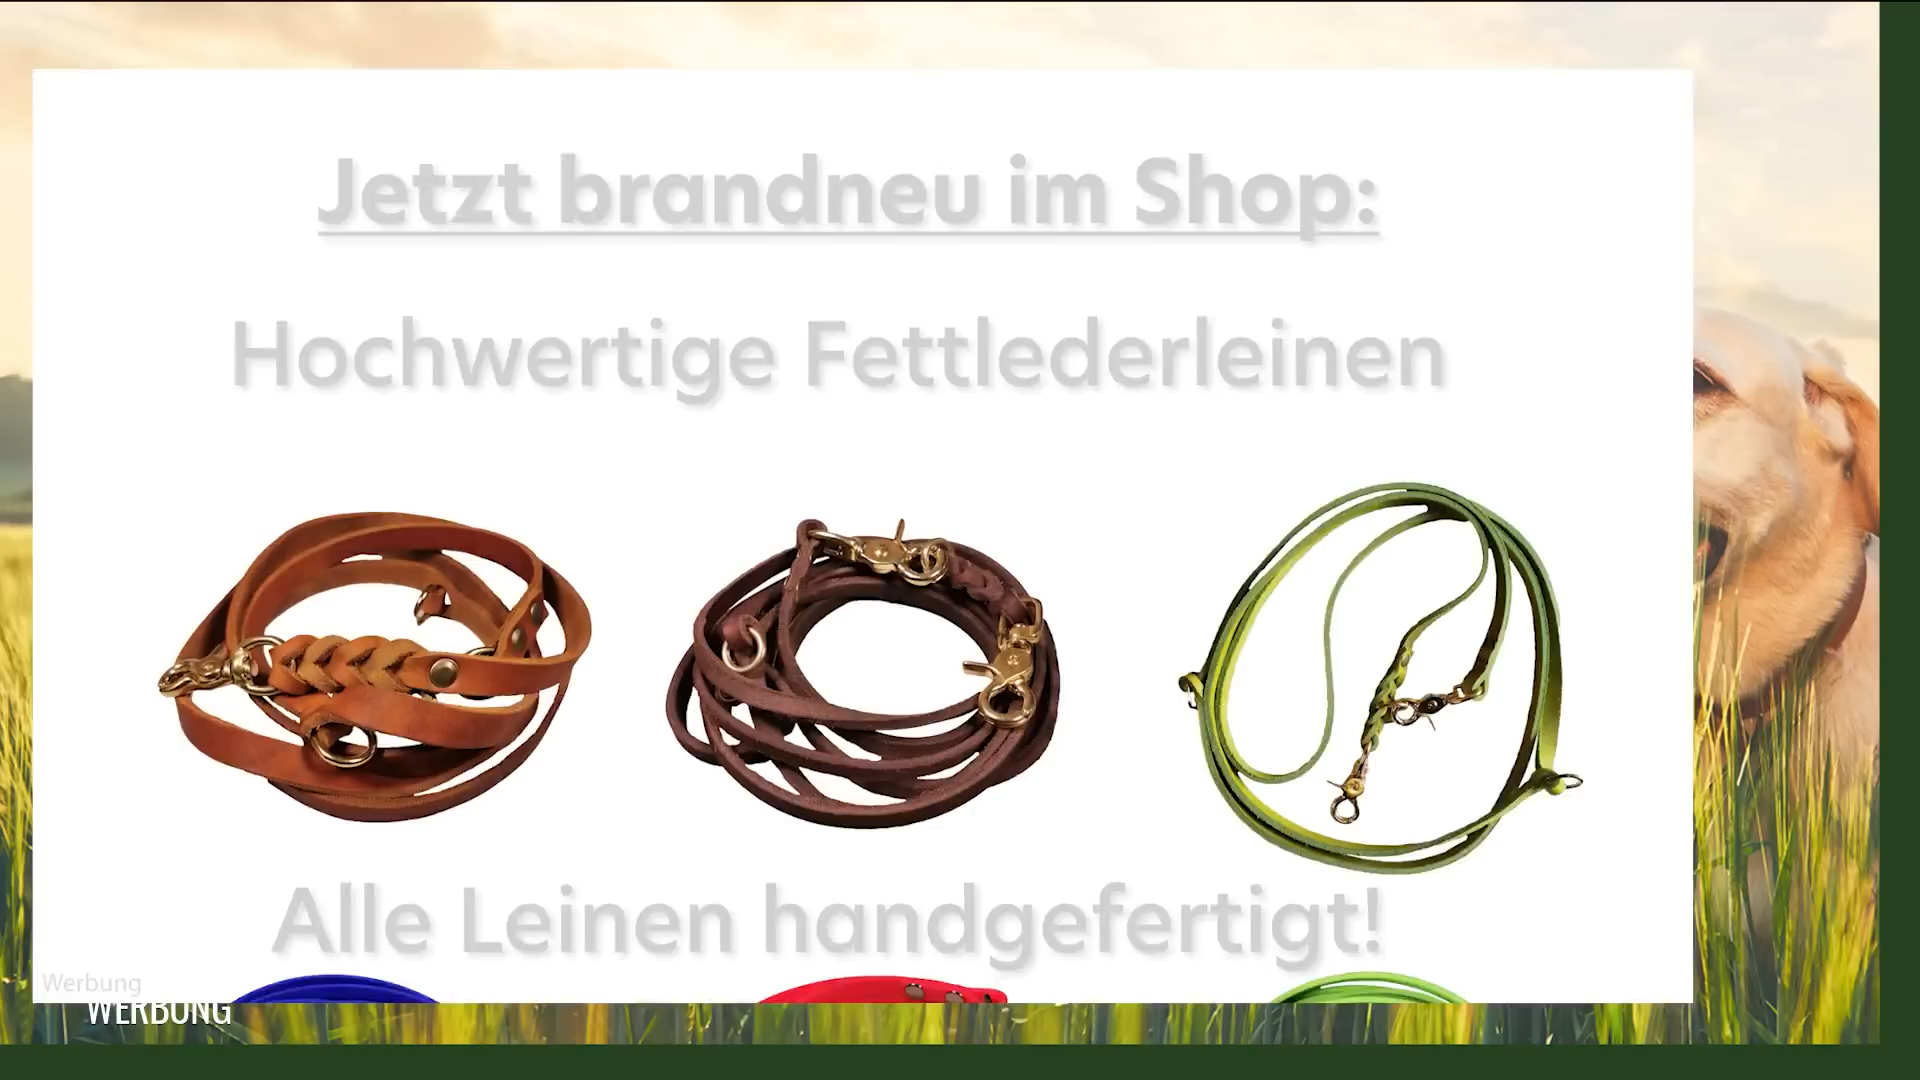 Jetzt brandneu im Shop:
Hochwertige Fettlederleinen
Alle Leinen handgefertigt!
Werbung
WERBUNG